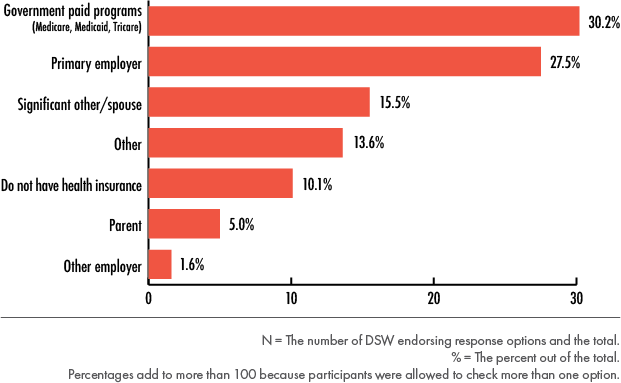 Government paid programs
(Medicare, Medicaid, Tricare)
30.2%
Primary employer
27.5%
Significant other/spouse
15.5%
Other
13.6%
Do not have health insurance
10.1%
Parent
5.0%
Other employer
1.6%
0 10 20 30
N = The number of DSW endorsing response options and the total.
% = The percent out of the total.
Percentages add to more than 100 because participants were allowed to check more than one option.